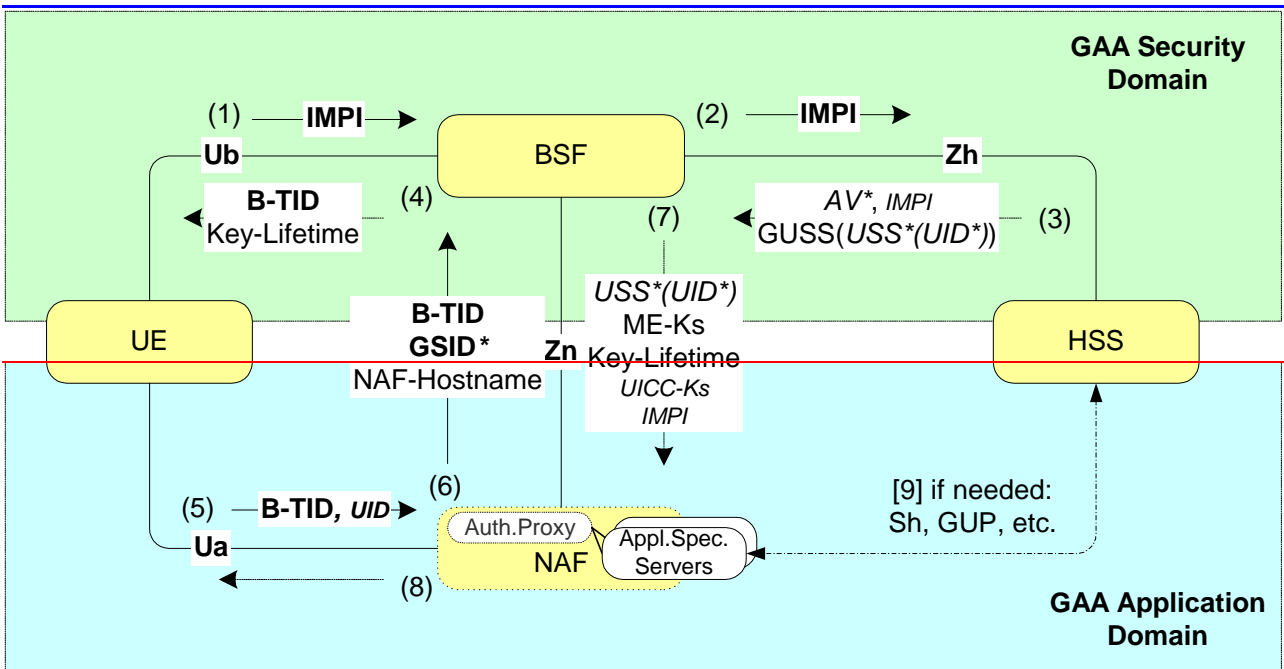 GAA Security
Domain
(1)
IMPI
(2)
IMPI
Ub
BSF
Zh
B-TID
Key-Lifetime
(4)
(7)
AV*, IMPI
GUSS(USS*(UID*))
(3)
UE
B-TID
GSID*
NAF-Hostname
Zn
USS*(UID*)
ME-Ks
Key-Lifetime
UICC-Ks
IMPI
HSS
(5)
B-TID, UID
(6)
Ua
Auth.Proxy
NAF
Appl.Spec.
Servers
(8)
[9] if needed:
Sh, GUP, etc.
GAA Application
Domain